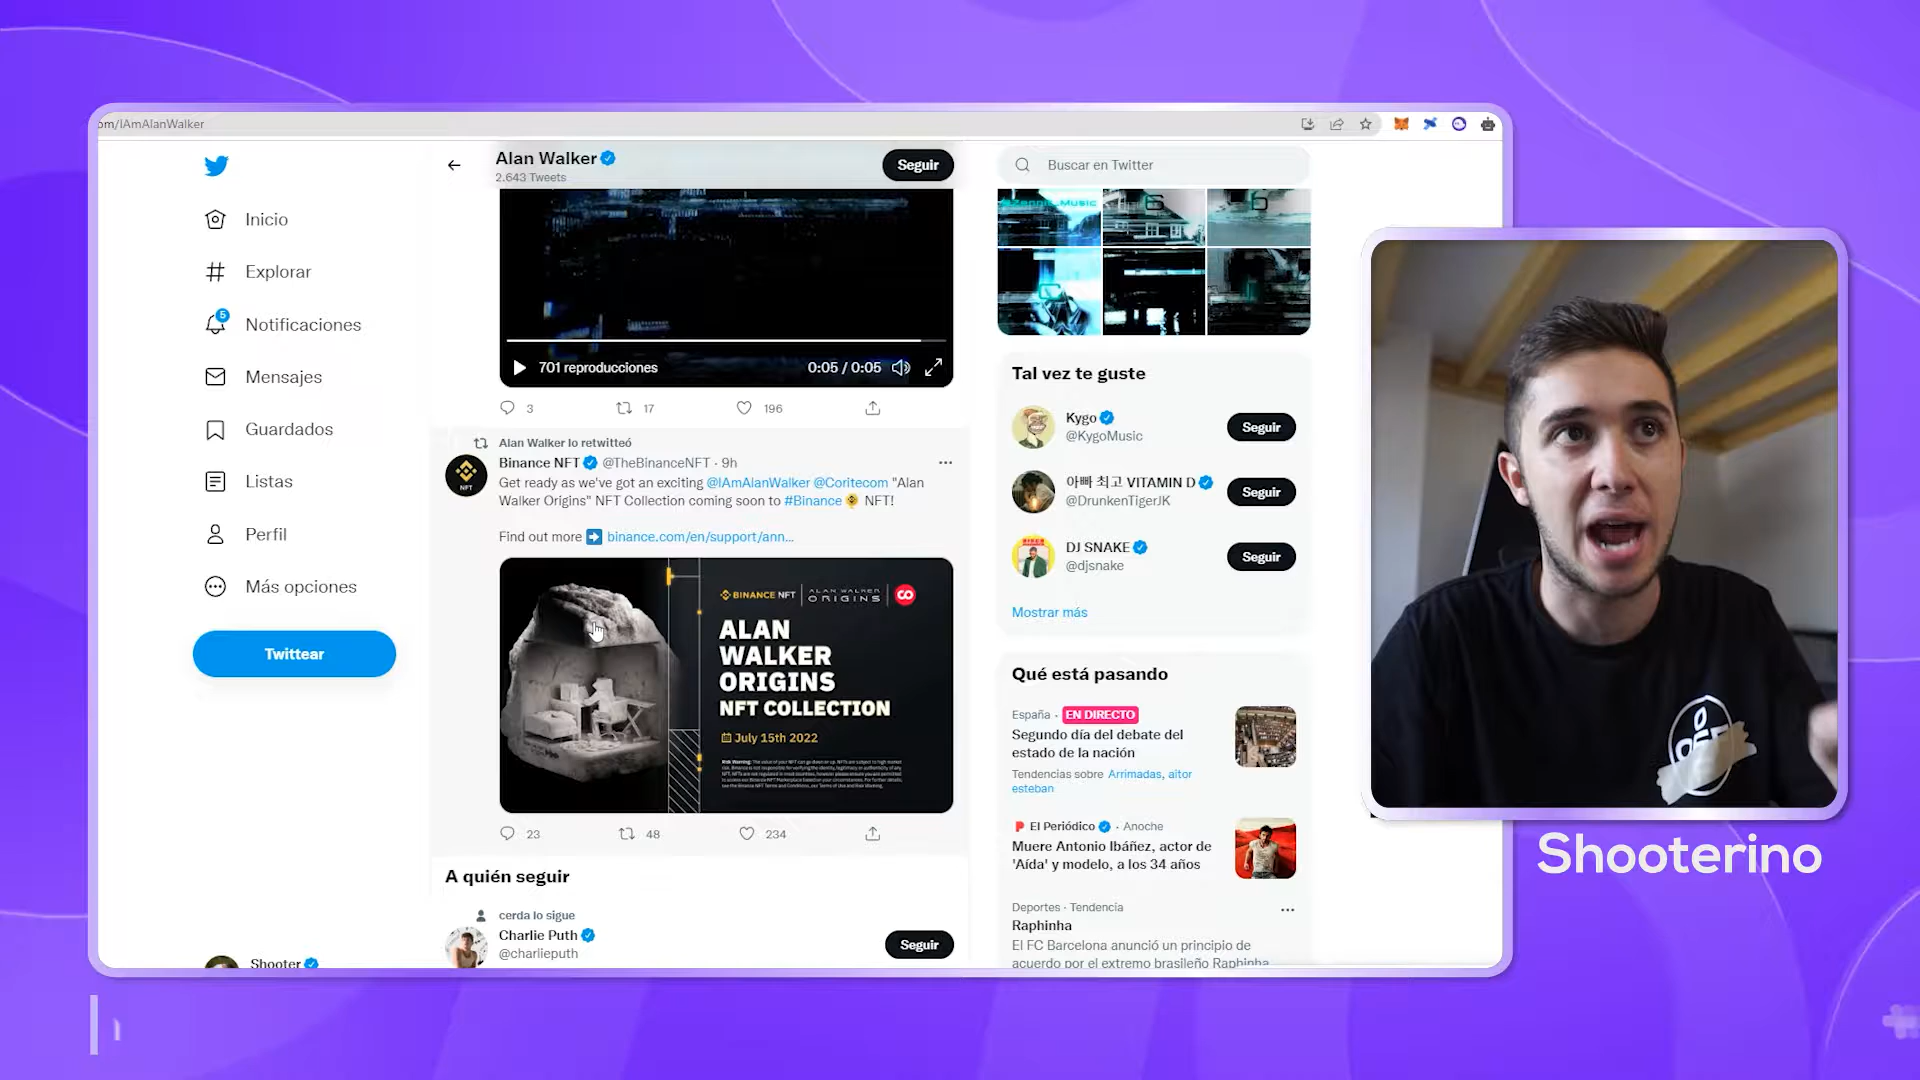 om/IAmAlanWalker
Inicio
Explorar
5
Notificaciones
Mensajes
Guardados
Listas
Perfil
Más opciones
Twittear
Shooter
Alan Walker
2.643 Tweets
Seguir
701 reproducciones
0:05 / 0:05
3
17
196
Alan Walker lo retwitteó
Binance NFT @TheBinanceNFT · 9h
Get ready as we've got an exciting @IAmAlanWalker @Coritecom "Alan
Walker Origins" NFT Collection coming soon to #Binance NFT!
Find out more binance.com/en/support/ann...
BINANCE NFT
ALAN WALKER
ORIGINS
CO
ALAN
WALKER
ORIGINS
NFT COLLECTION
July 15th 2022
23
48
234
A quién seguir
cerda lo sigue
Charlie Puth
@charlieputh
Seguir
Buscar en Twitter
Tal vez te guste
Kygo
@KygoMusic
Seguir
아빠 최고 VITAMIN D
@DrunkenTigerJK
Seguir
DJ SNAKE
@djsnake
Seguir
Mostrar más
Qué está pasando
España · EN DIRECTO
Segundo día del debate del
estado de la nación
Tendencias sobre Arrimadas, aitor
esteban
El Periódico · Anoche
Muere Antonio Ibáñez, actor de
'Aída' y modelo, a los 34 años
Deportes · Tendencia
Raphinha
El FC Barcelona anunció un principio de
acuerdo por el extremo brasileño Raphinha
Shooterino